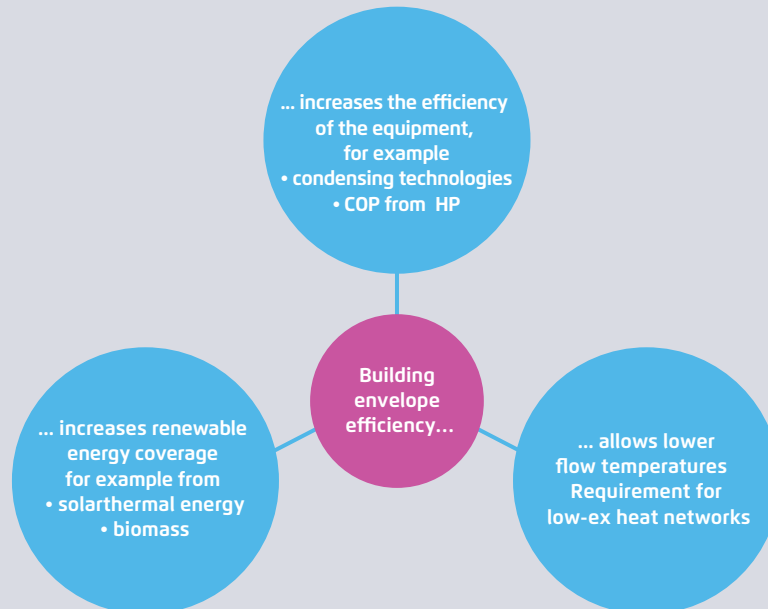 ... increases the efficiency
of the equipment,
for example
• condensing technologies
• COP from HP
Building
envelope
efficiency...
... increases renewable
energy coverage
for example from
• solarthermal energy
• biomass
... allows lower
flow temperatures
Requirement for
low-ex heat networks